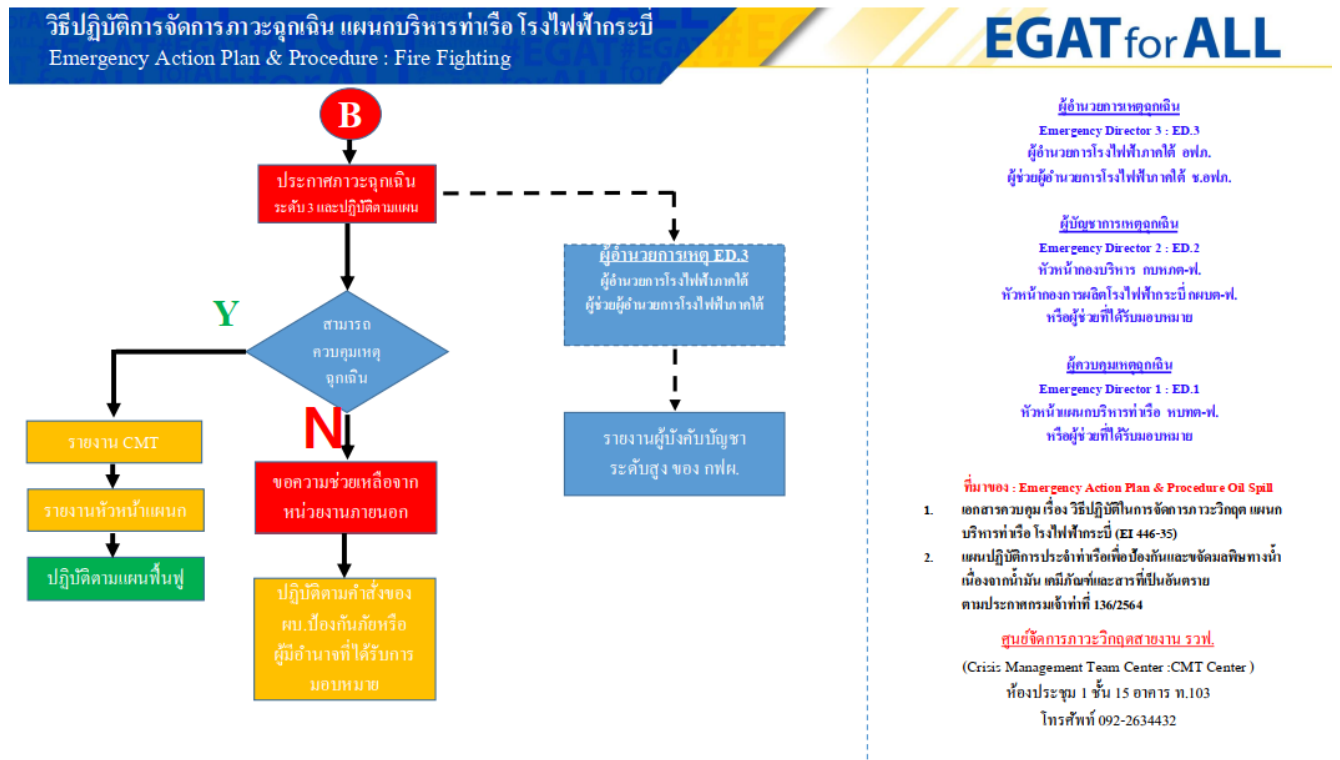 วิธีปฏิบัติการจัดการภาวะฉุกเฉิน แผนกบริหารท่าเรือ โรงไฟฟ้ากระบี่
Emergency Action Plan & Procedure : Fire Fighting
EGAT for ALL
B
ประกาศภาวะฉุกเฉิน
ระดับ 3 และปฏิบัติตามแผน
ผู้อำนวยการเหตุ ED.3
ผู้อำนวยการโรงไฟฟ้าภาคใต้
ผู้ช่วยผู้อำนวยการโรงไฟฟ้าภาคใต้
Y
สามารถ
ควบคุมเหตุ
ฉุกเฉิน
N
รายงาน CMT
รายงานหัวหน้าแผนก
ปฏิบัติตามแผนฟื้นฟู
ขอความช่วยเหลือจาก
หน่วยงานภายนอก
ปฏิบัติตามคำสั่งของ
ผบ.ป้องกันภัยหรือ
ผู้มีอำนาจที่ได้รับการ
มอบหมาย
รายงานผู้บังคับบัญชา
ระดับสูง ของ กฟผ.
ผู้อำนวยการเหตุฉุกเฉิน
Emergency Director 3 : ED.3
ผู้อำนวยการโรงไฟฟ้าภาคใต้ อฟภ.
ผู้ช่วยผู้อำนวยการโรงไฟฟ้าภาคใต้ ช.อฟภ.
ผู้บัญชาการเหตุฉุกเฉิน
Emergency Director 2 : ED.2
หัวหน้ากองบริหาร กบหภต-ฟ.
หัวหน้ากองการผลิตโรงไฟฟ้ากระบี่ กผบต-ฟ.
หรือผู้ช่วยที่ได้รับมอบหมาย
ผู้ควบคุมเหตุฉุกเฉิน
Emergency Director 1 : ED.1
หัวหน้าแผนกบริหารท่าเรือ หบทต-ฟ.
หรือผู้ช่วยที่ได้รับมอบหมาย
ที่มาของ : Emergency Action Plan & Procedure Oil Spill
1. เอกสารควบคุม เรื่อง วิธีปฏิบัติในการจัดการภาวะวิกฤต แผนก
บริหารท่าเรือ โรงไฟฟ้ากระบี่ (EI 446-35)
2. แผนปฏิบัติการประจำท่าเรือเพื่อป้องกันและขจัดมลพิษทางน้ำ
เนื่องจากน้ำมัน เคมีภัณฑ์และสารที่เป็นอันตราย
ตามประกาศกรมเจ้าท่าที่ 136/2564
ศูนย์จัดการภาวะวิกฤตสายงาน รวฟ.
(Crisis Management Team Center :CMT Center )
ห้องประชุม 1 ชั้น 15 อาคาร ท.103
โทรศัพท์ 092-2634432